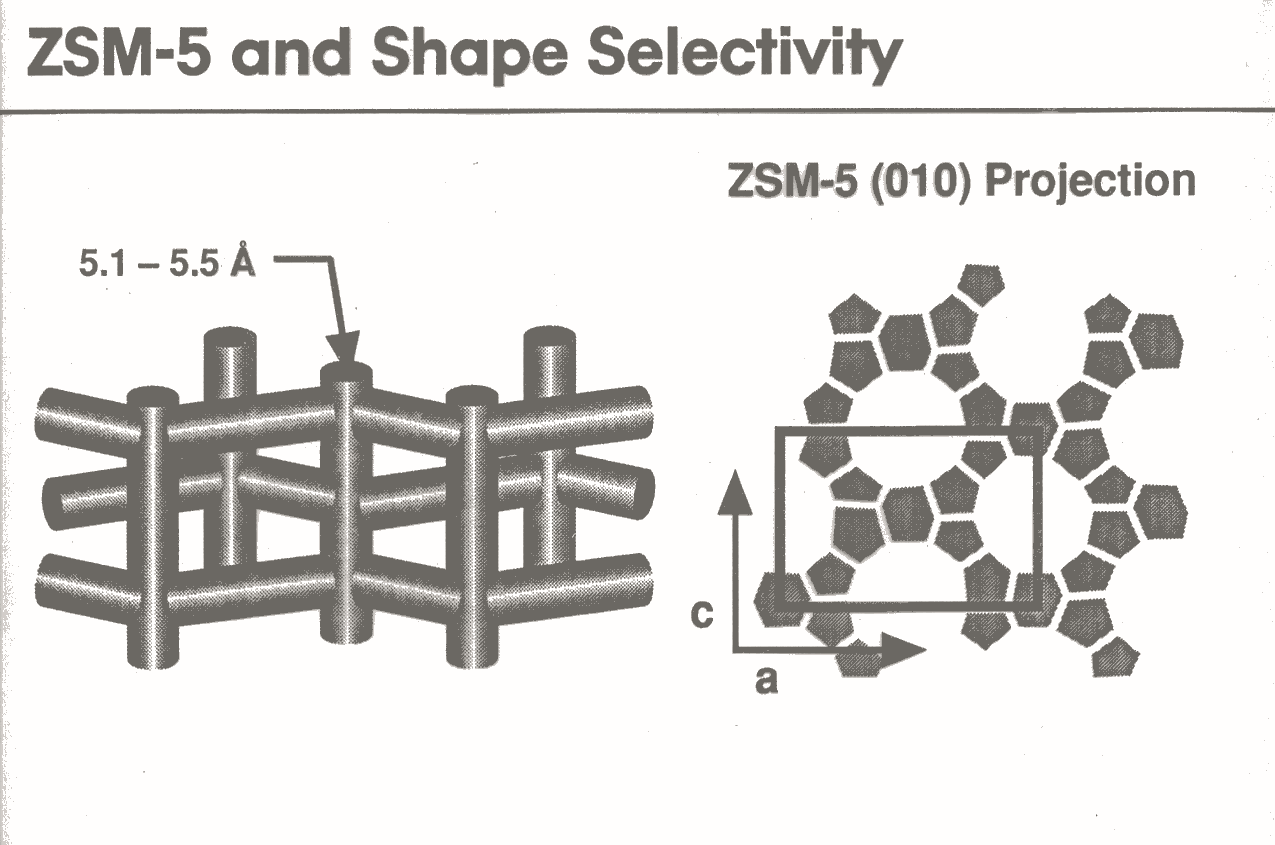 ZSM-5 and Shape Selectivity
ZSM-5 (010) Projection
5.1 – 5.5 Å
c
a